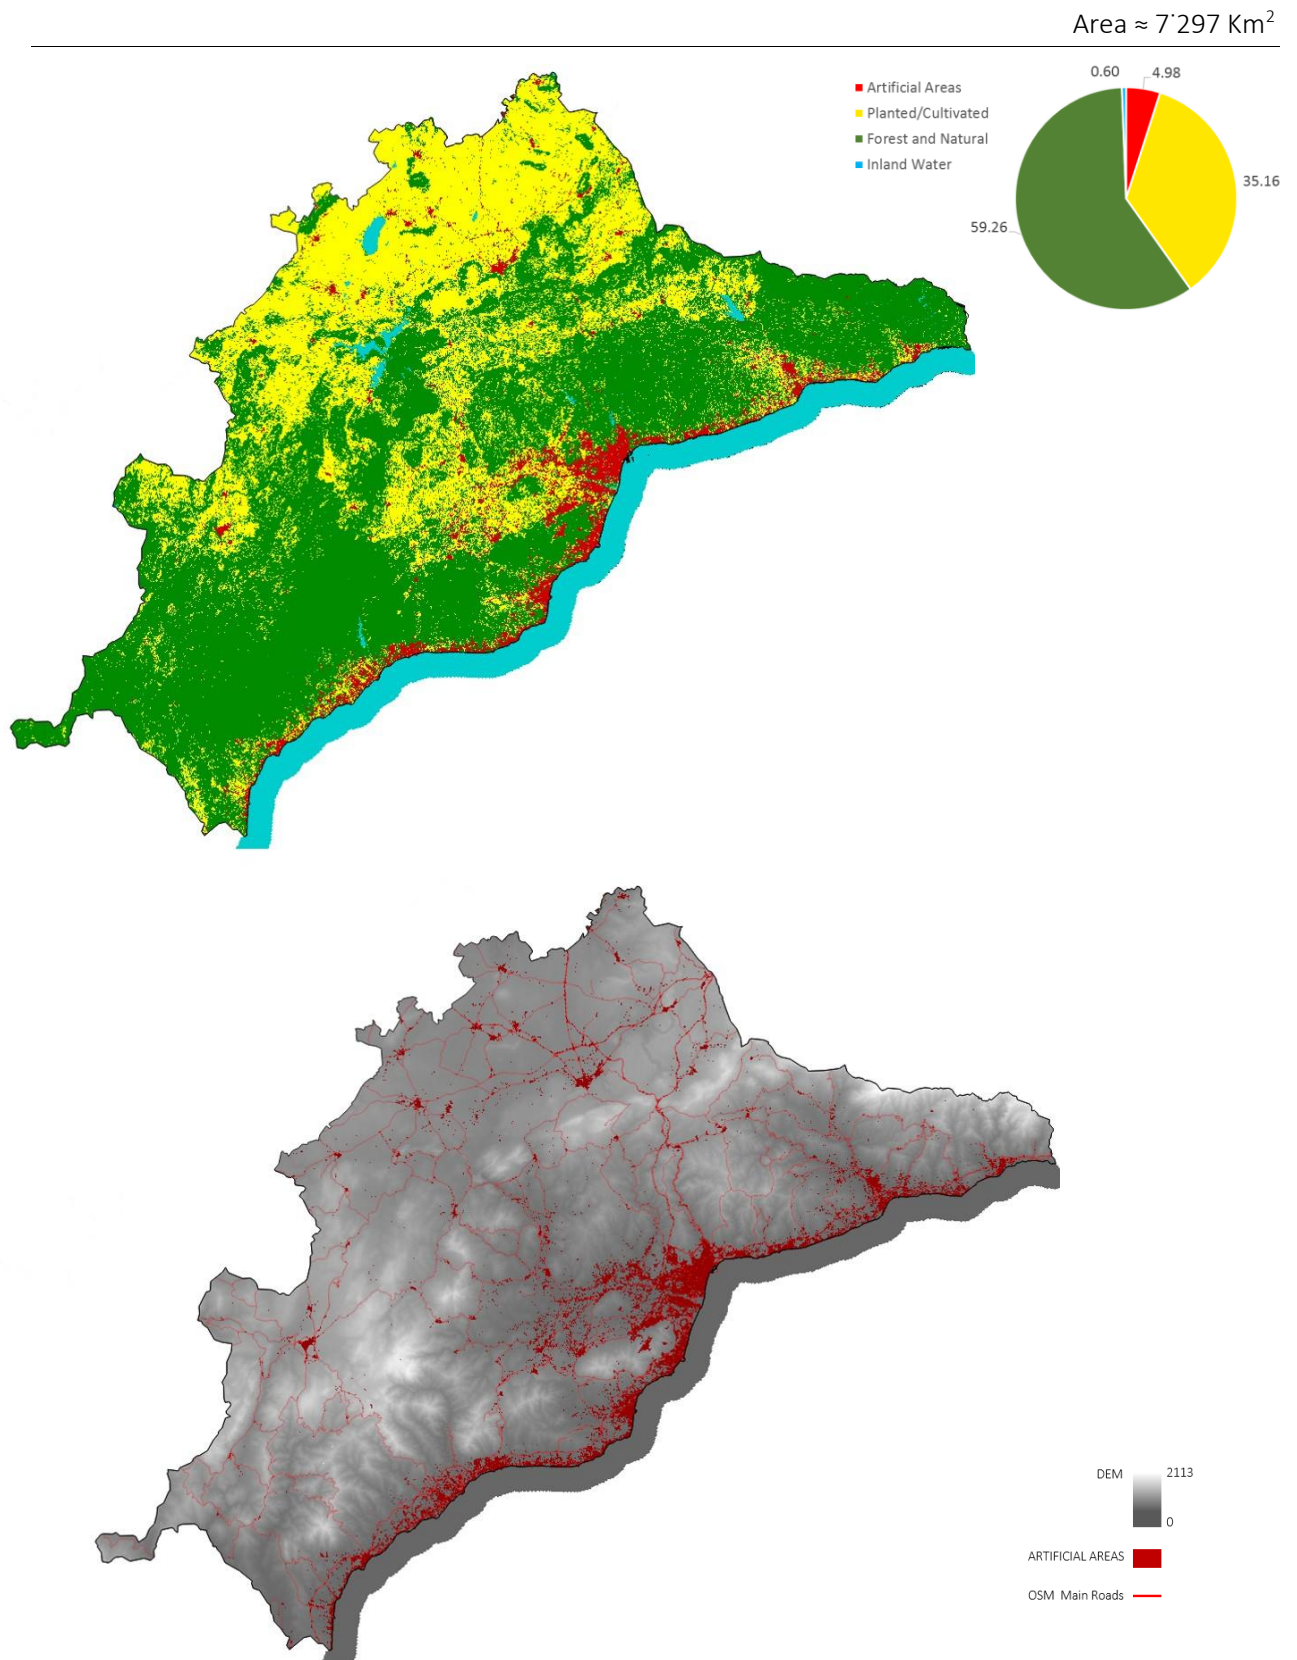 Area ≈ 7˙297 Km²
Artificial Areas
Planted/Cultivated
Forest and Natural
Inland Water
0.60
4.98
35.16
59.26
DEM
2113
0
ARTIFICIAL AREAS
OSM Main Roads